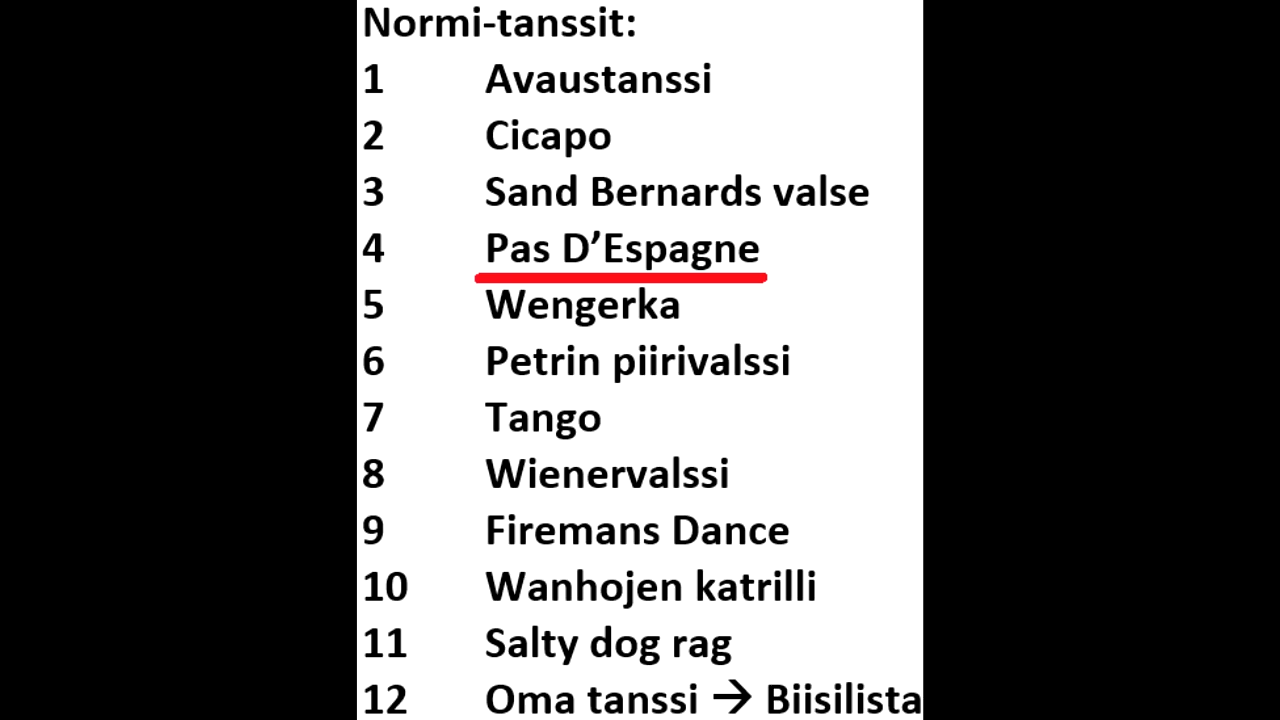 Normi-tanssit:
1 Avaustanssi
2 Cicapo
3 Sand Bernards valse
4 Pas D’Espagne
5 Wengerka
6 Petrin piirivalssi
7 Tango
8 Wienervalssi
9 Firemans Dance
10 Wanhojen katrilli
11 Salty dog rag
12 Oma tanssi → Biisilista